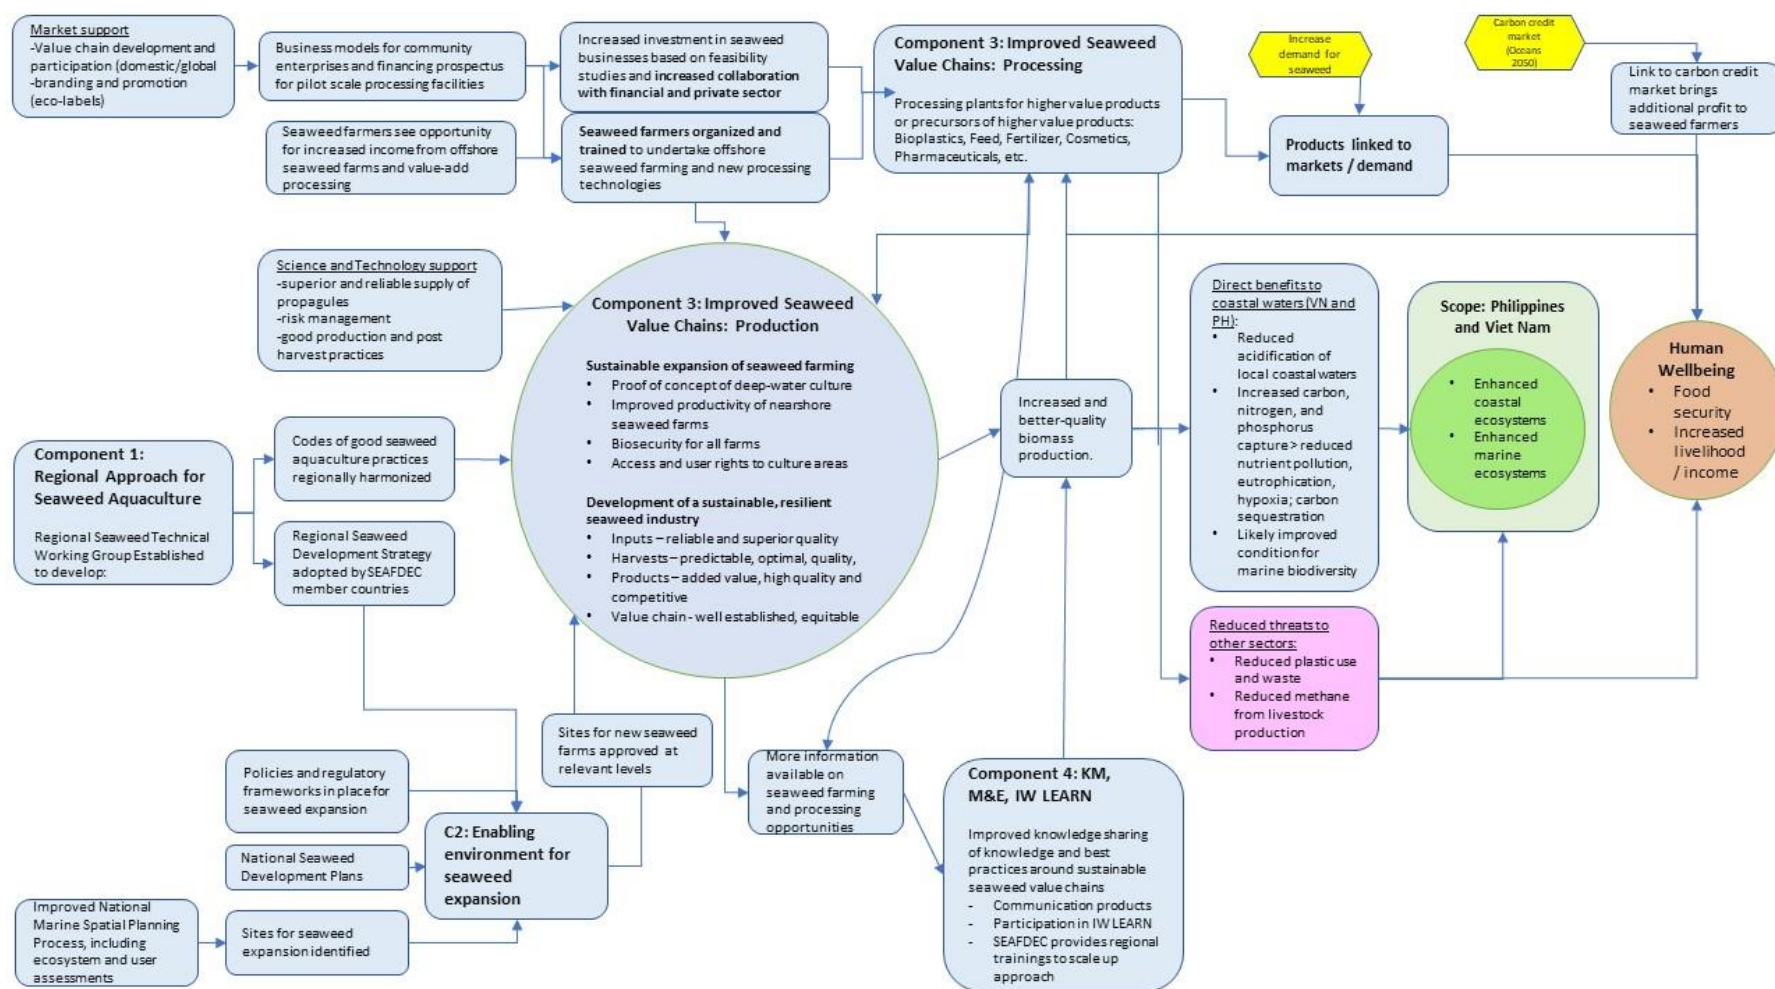 Market support
-Value chain development and
participation (domestic/global
-branding and promotion
(eco-labels)
Business models for community
enterprises and financing prospectus
for pilot scale processing facilities
Increased investment in seaweed
businesses based on feasibility
studies and increased collaboration
with financial and private sector
Component 3: Improved Seaweed
Value Chains: Processing
Processing plants for higher value products
or precursors of higher value products:
Bioplastics, Feed, Fertilizer, Cosmetics,
Pharmaceuticals, etc.
Increase
demand for
seaweed
Carbon credit
market
(Oceans
2050)
Link to carbon credit
market brings
additional profit to
seaweed farmers
Seaweed farmers see opportunity
for increased income from offshore
seaweed farms and value-add
processing
Seaweed farmers organized and
trained to undertake offshore
seaweed farming and new processing
technologies
Products linked to
markets / demand
Science and Technology support
-superior and reliable supply of
propagules
-risk management
-good production and post
harvest practices
Component 3: Improved Seaweed
Value Chains: Production
Sustainable expansion of seaweed farming
• Proof of concept of deep-water culture
• Improved productivity of nearshore
seaweed farms
• Biosecurity for all farms
• Access and user rights to culture areas
Development of a sustainable, resilient
seaweed industry
• Inputs – reliable and superior quality
• Harvests – predictable, optimal, quality,
• Products – added value, high quality and
competitive
• Value chain - well established, equitable
Increased and
better-quality
biomass
production.
Direct benefits to
coastal waters (VN and
PH):
• Reduced
acidification of
local coastal waters
• Increased carbon,
nitrogen, and
phosphorus
capture > reduced
nutrient pollution,
eutrophication,
hypoxia; carbon
sequestration
• Likely improved
condition for
marine biodiversity
Scope: Philippines
and Viet Nam
• Enhanced
coastal
ecosystems
• Enhanced
marine
ecosystems
Human
Wellbeing
• Food
security
• Increased
livelihood
/ income
Component 1:
Regional Approach for
Seaweed Aquaculture
Regional Seaweed Technical
Working Group Established
to develop:
Codes of good seaweed
aquaculture practices
regionally harmonized
Regional Seaweed
Development Strategy
adopted by SEAFDEC
member countries
Reduced threats to
other sectors:
• Reduced plastic use
and waste
• Reduced methane
from livestock
production
Sites for new seaweed
farms approved at
relevant levels
More information
available on
seaweed farming
and processing
opportunities
Component 4: KM,
M&E, IW LEARN
Improved knowledge sharing
of knowledge and best
practices around sustainable
seaweed value chains
- Communication products
- Participation in IW LEARN
- SEAFDEC provides regional
trainings to scale up
approach
Policies and regulatory
frameworks in place for
seaweed expansion
C2: Enabling
environment for
seaweed
expansion
National Seaweed
Development Plans
Improved National
Marine Spatial Planning
Process, including
ecosystem and user
assessments
Sites for seaweed
expansion identified